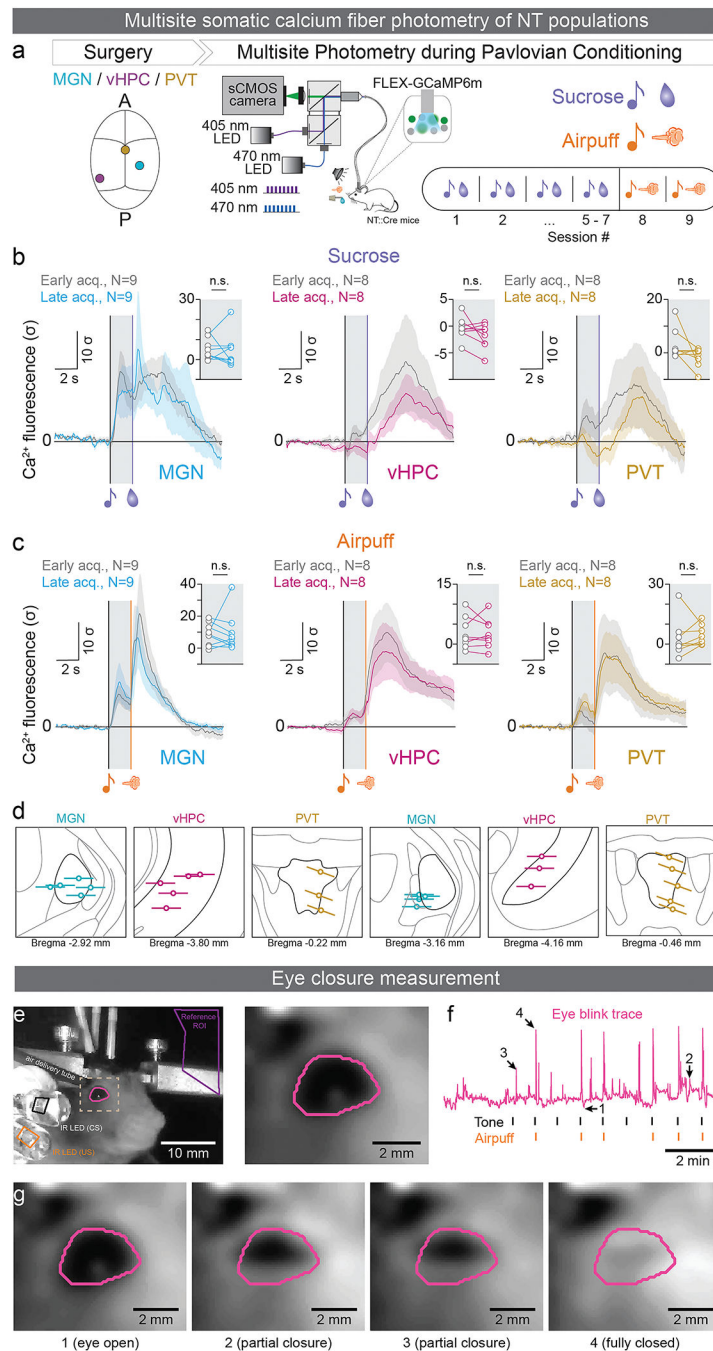 Multisite somatic calcium fiber photometry of NT populations
a
Surgery
Multisite Photometry during Pavlovian Conditioning
MGN / vHPC / PVT
A
P
sCMOS
camera
405 nm
LED
470 nm
LED
405 nm
470 nm
FLEX-GCaMP6m
NT::Cre mice
Sucrose
Airpuff
1 2 ... 5 - 7 8 9
Session #
b
Sucrose
Early acq., N=9
Late acq., N=9
n.s.
30
0
10 σ
2 s
Ca²⁺ fluorescence (σ)
0
MGN
Early acq., N=8
Late acq., N=8
n.s.
5
0
-5
10 σ
2 s
vHPC
Early acq., N=8
Late acq., N=8
n.s.
20
0
10 σ
2 s
0
PVT
c
Airpuff
Early acq., N=9
Late acq., N=9
n.s.
40
20
0
10 σ
2 s
Ca²⁺ fluorescence (σ)
0
MGN
Early acq., N=8
Late acq., N=8
n.s.
15
0
10 σ
2 s
vHPC
Early acq., N=8
Late acq., N=8
n.s.
30
0
10 σ
2 s
0
PVT
d
MGN vHPC PVT MGN vHPC PVT
Bregma -2.92 mm Bregma -3.80 mm Bregma -0.22 mm Bregma -3.16 mm Bregma -4.16 mm Bregma -0.46 mm
Eye closure measurement
e
Reference
ROI
air delivery tube
IR LED (CS)
LED (US)
10 mm
2 mm
f
Eye blink trace
4
3
2
1
Tone
Airpuff
2 min
g
2 mm 2 mm 2 mm 2 mm
1 (eye open) 2 (partial closure) 3 (partial closure) 4 (fully closed)